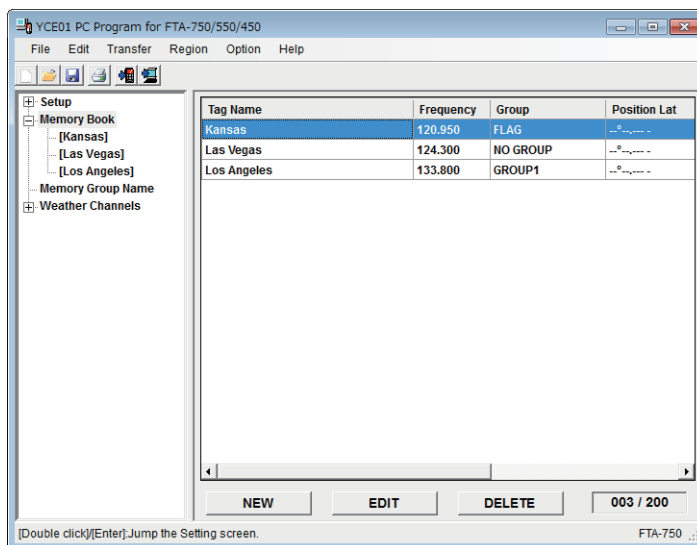 YCE01 PC Program for FTA-750/550/450
File Edit Transfer Region Option Help
Setup
Memory Book
[Kansas]
[Las Vegas]
[Los Angeles]
Memory Group Name
Weather Channels
Tag Name Frequency Group Position Lat
Kansas 120.950 FLAG --°--.--- -
Las Vegas 124.300 NO GROUP --°--.--- -
Los Angeles 133.800 GROUP1 --°--.--- -
NEW EDIT DELETE 003 / 200
[Double click]/[Enter]:Jump the Setting screen. FTA-750